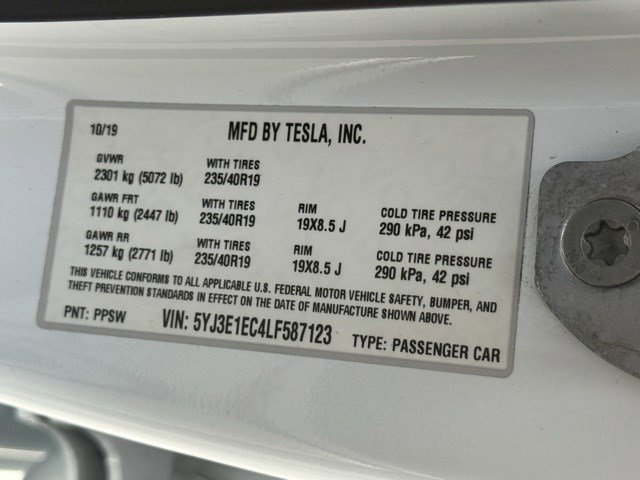 10/19 MFD BY TESLA, INC.
GVWR WITH TIRES
2301 kg (5072 lb) 235/40R19
GAWR FRT WITH TIRES RIM COLD TIRE PRESSURE
1110 kg (2447 lb) 235/40R19 19X8.5 J 290 kPa, 42 psi
GAWR RR WITH TIRES RIM COLD TIRE PRESSURE
1257 kg (2771 lb) 235/40R19 19X8.5 J 290 kPa, 42 psi
THIS VEHICLE CONFORMS TO ALL APPLICABLE U.S. FEDERAL MOTOR VEHICLE SAFETY, BUMPER, AND
THEFT PREVENTION STANDARDS IN EFFECT ON THE DATE OF MANUFACTURE SHOWN ABOVE.
PNT: PPSW VIN: 5YJ3E1EC4LF587123 TYPE: PASSENGER CAR